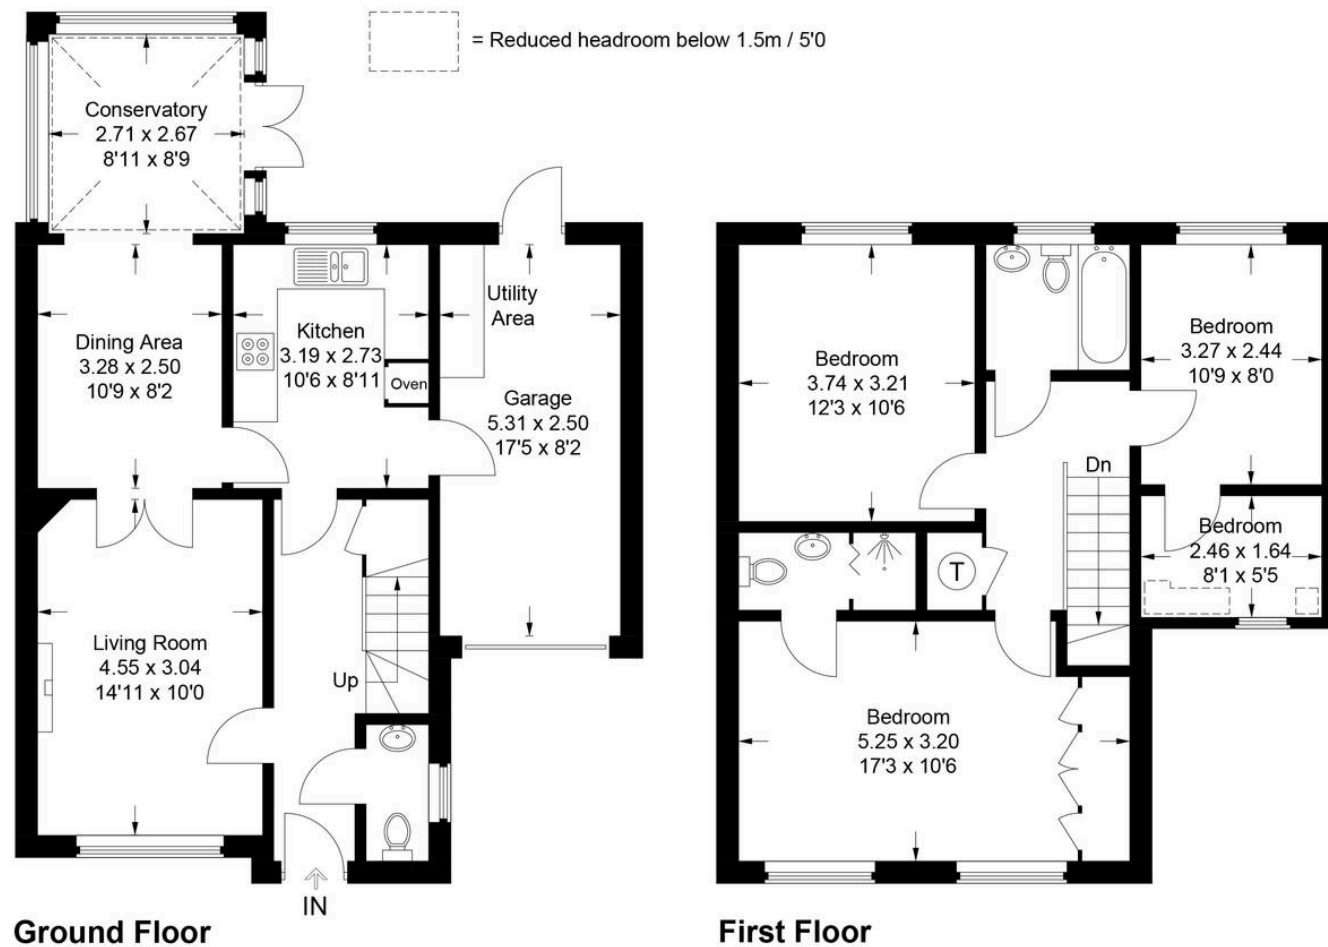 = Reduced headroom below 1.5m / 5'0
Conservatory
2.71 x 2.67
8'11 x 8'9
Dining Area
3.28 x 2.50
10'9 x 8'2
Kitchen
3.19 x 2.73
10'6 x 8'11
Oven
Utility
Area
Garage
5.31 x 2.50
17'5 x 8'2
Living Room
4.55 x 3.04
14'11 x 10'0
Up
IN
Ground Floor
Bedroom
3.74 x 3.21
12'3 x 10'6
Bedroom
3.27 x 2.44
10'9 x 8'0
Dn
Bedroom
2.46 x 1.64
8'1 x 5'5
T
Bedroom
5.25 x 3.20
17'3 x 10'6
First Floor